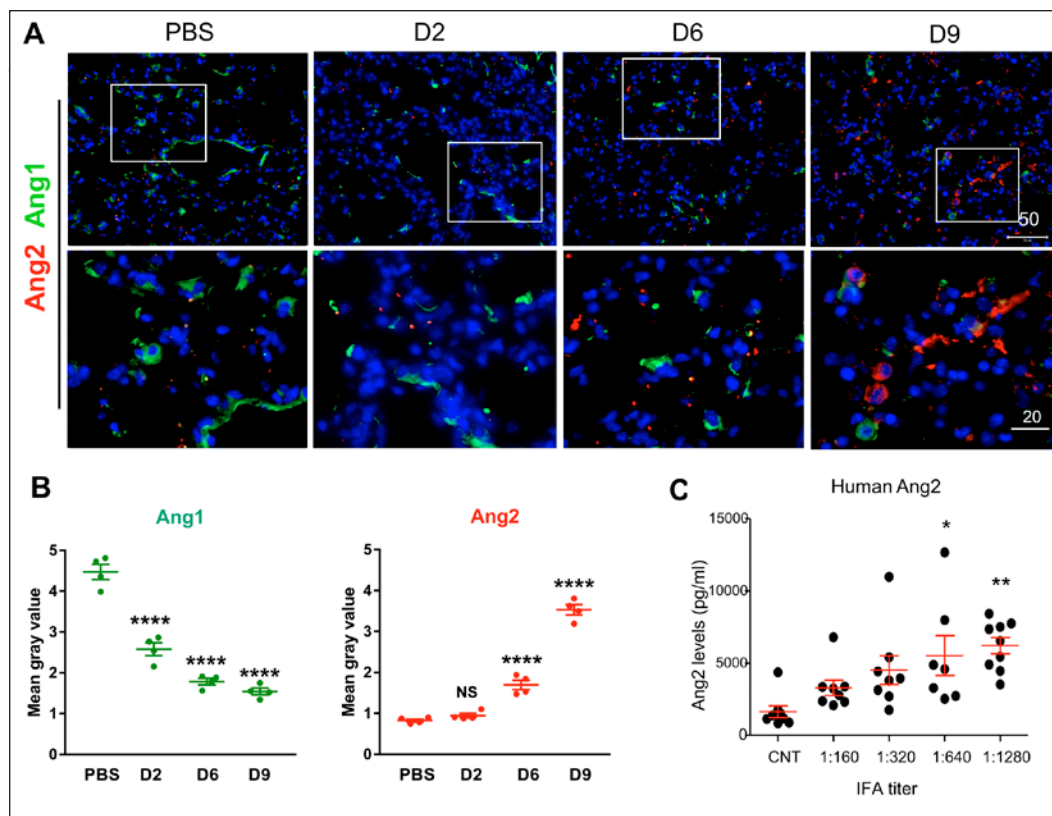 A
PBS D2 D6 D9
Ang2 Ang1
50
20
B
Ang1
Mean gray value
5
4
3
2
1
0
****
****
****
PBS D2 D6 D9
Ang2
Mean gray value
5
4
3
2
1
0
NS
****
****
PBS D2 D6 D9
C
Human Ang2
Ang2 levels (pg/ml)
15000
10000
5000
0
*
**
CNT 1:160 1:320 1:640 1:1280
IFA titer